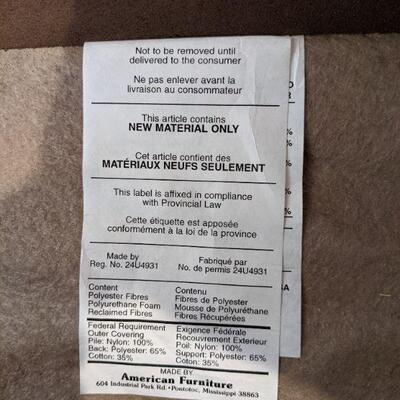 Not to be removed until
delivered to the consumer
Ne pas enlever avant la
livraison au consommateur
This article contains
NEW MATERIAL ONLY
Cet article contient des
MATÉRIAUX NEUFS SEULEMENT
This label is affixed in compliance
with Provincial Law
Cette étiquette est apposée
conformément à la loi de la province
Made by
Reg. No. 24U4931
Fabriqué par
No. de permis 24U4931
Content
Polyester Fibres
Polyurethane Foam
Reclaimed Fibres
Contenu
Fibres de Polyester
Mousse de Polyuréthane
Fibres Récupérées
Federal Requirement
Outer Covering
Pile: Nylon: 100%
Back: Polyester: 65%
Cotton: 35%
Exigence Fédérale
Recouvrement Exterieur
Poil: Nylon: 100%
Support: Polyester: 65%
Coton: 35%
MADE BY
American Furniture
604 Industrial Park Rd. • Pontotoc, Mississippi 38863